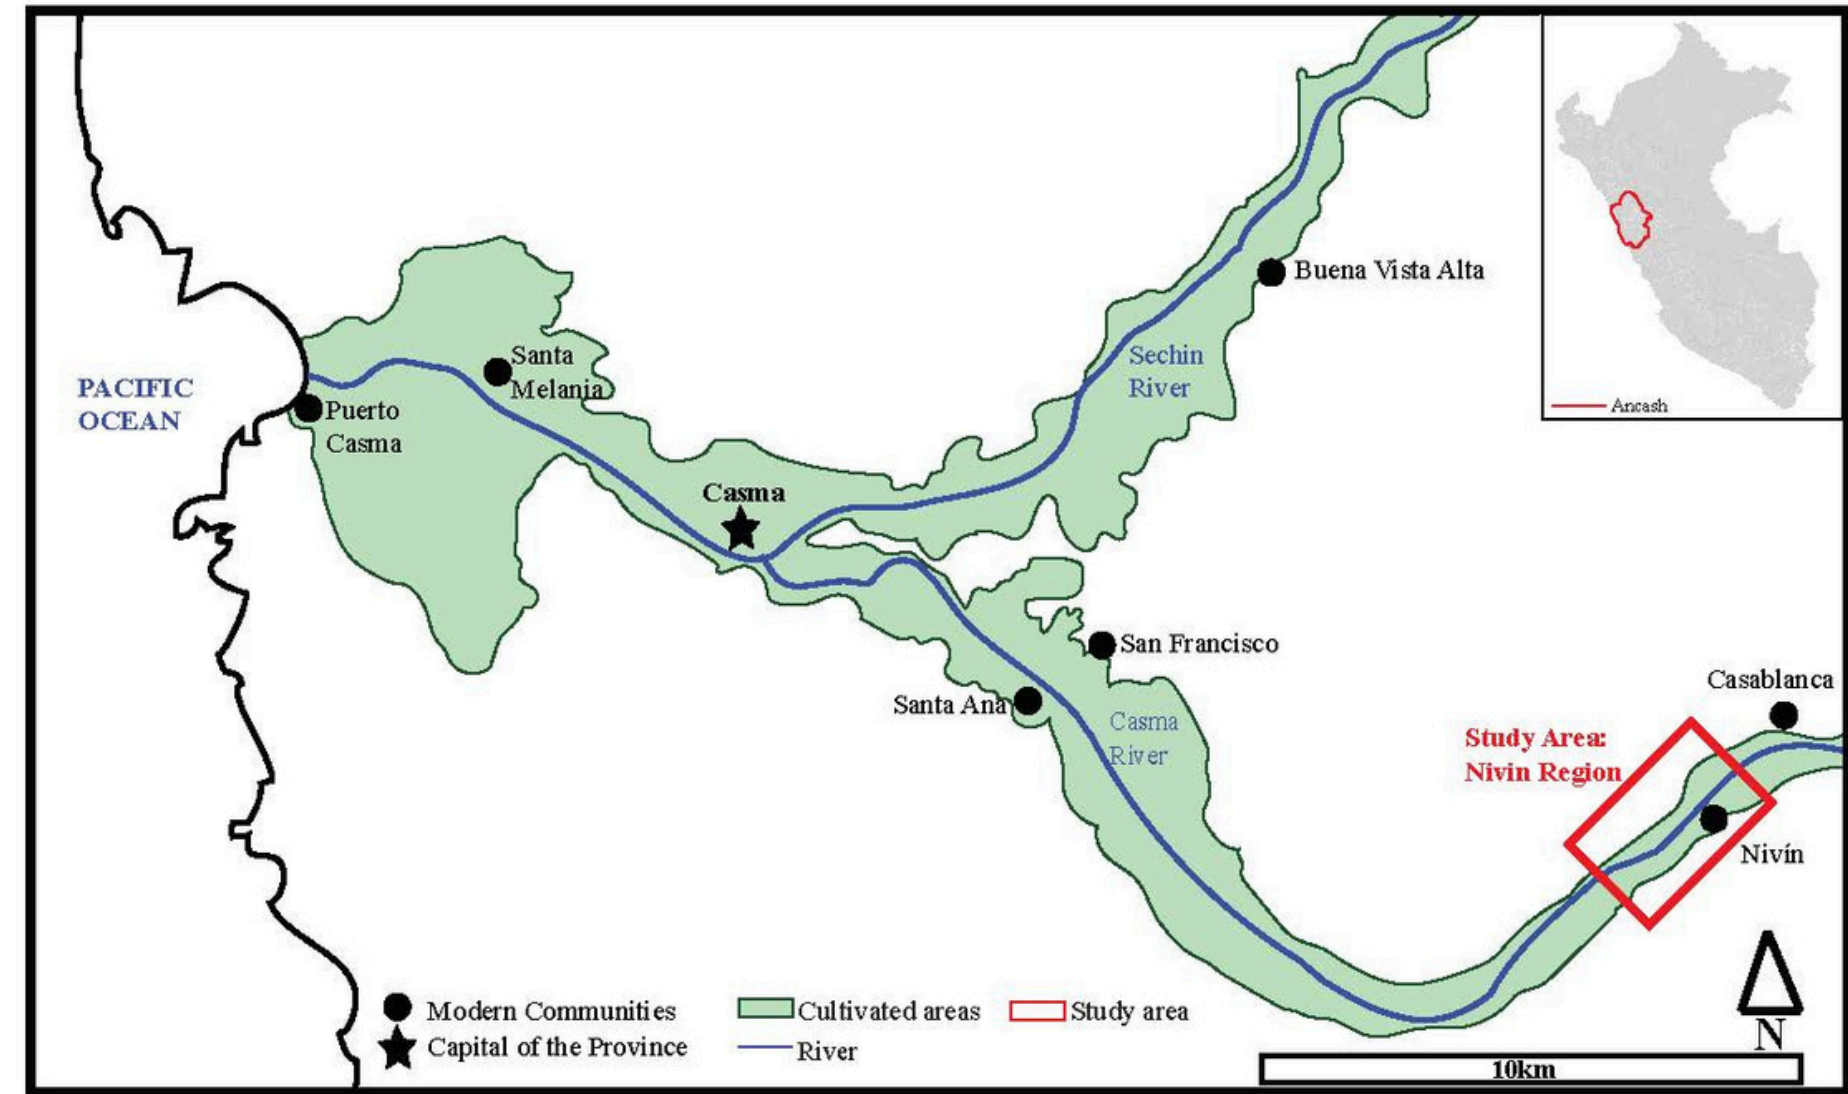 Ancash
Buena Vista Alta
Sechin
River
Santa
Melania
PACIFIC
OCEAN
Puerto
Casma
Casma
San Francisco
Santa Ana
Casma
River
Casablanca
Study Area:
Nivin Region
Nivín
Modern Communities
Capital of the Province
Cultivated areas
River
Study area
N
10km